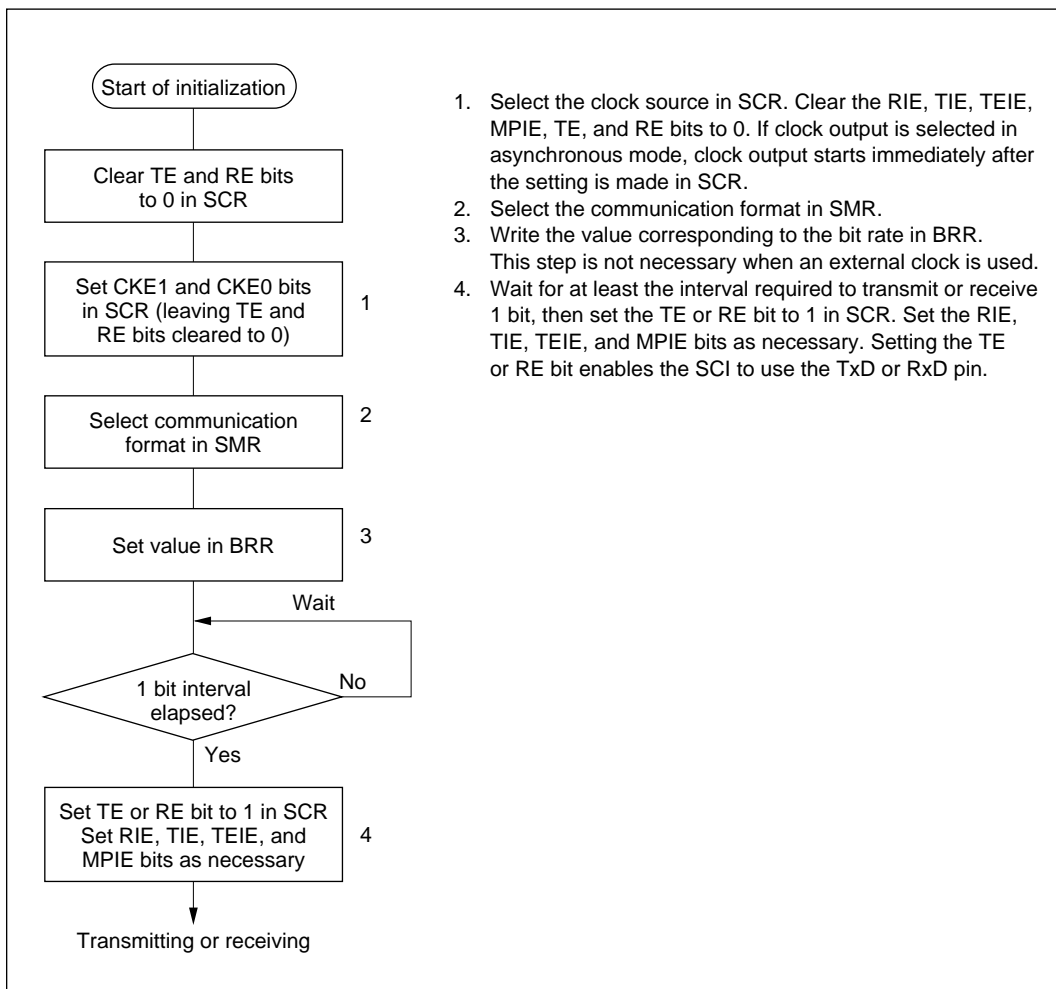 Start of initialization
Clear TE and RE bits
to 0 in SCR
Set CKE1 and CKE0 bits
in SCR (leaving TE and
RE bits cleared to 0)
1
Select communication
format in SMR
2
Set value in BRR
3
Wait
1 bit interval
elapsed?
No
Yes
Set TE or RE bit to 1 in SCR
Set RIE, TIE, TEIE, and
MPIE bits as necessary
4
Transmitting or receiving
1. Select the clock source in SCR. Clear the RIE, TIE, TEIE,
MPIE, TE, and RE bits to 0. If clock output is selected in
asynchronous mode, clock output starts immediately after
the setting is made in SCR.
2. Select the communication format in SMR.
3. Write the value corresponding to the bit rate in BRR.
This step is not necessary when an external clock is used.
4. Wait for at least the interval required to transmit or receive
1 bit, then set the TE or RE bit to 1 in SCR. Set the RIE,
TIE, TEIE, and MPIE bits as necessary. Setting the TE
or RE bit enables the SCI to use the TxD or RxD pin.